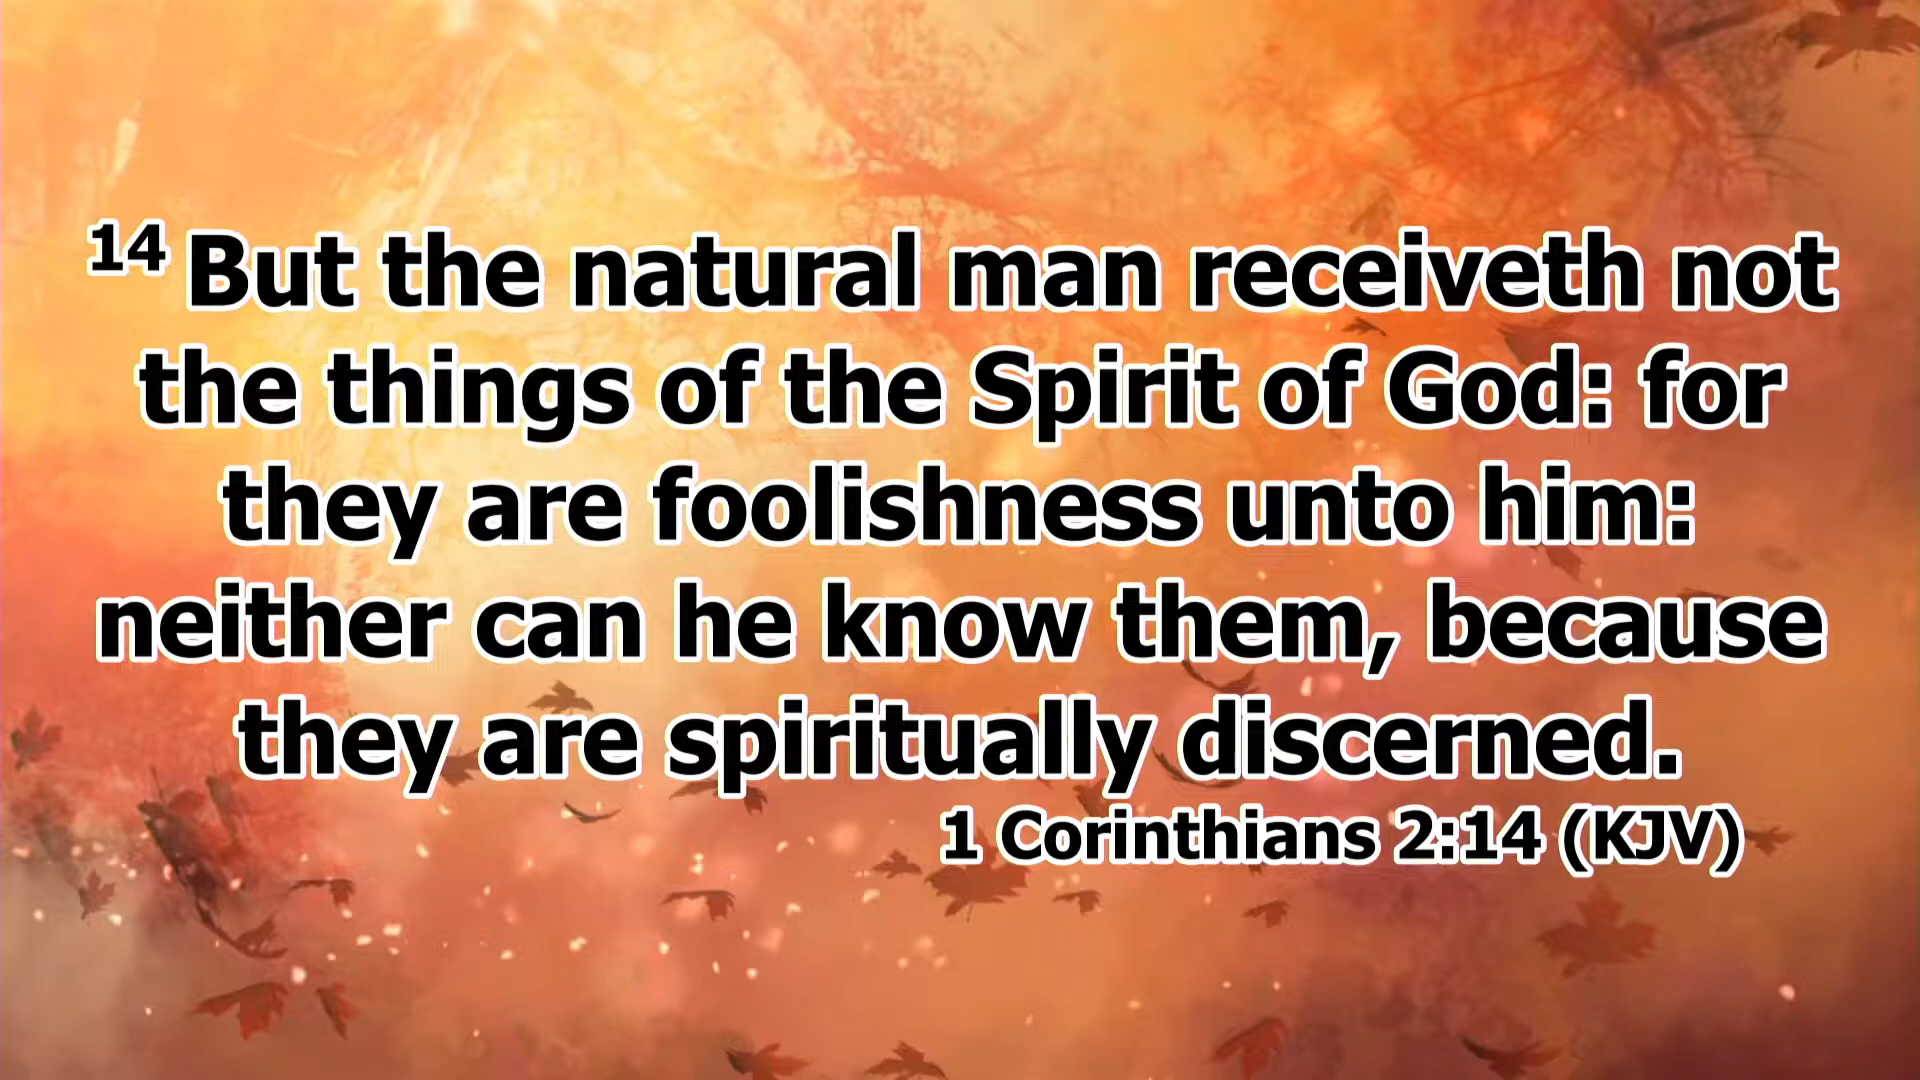 14 But the natural man receiveth not
the things of the Spirit of God: for
they are foolishness unto him:
neither can he know them, because
they are spiritually discerned.
1 Corinthians 2:14 (KJV)